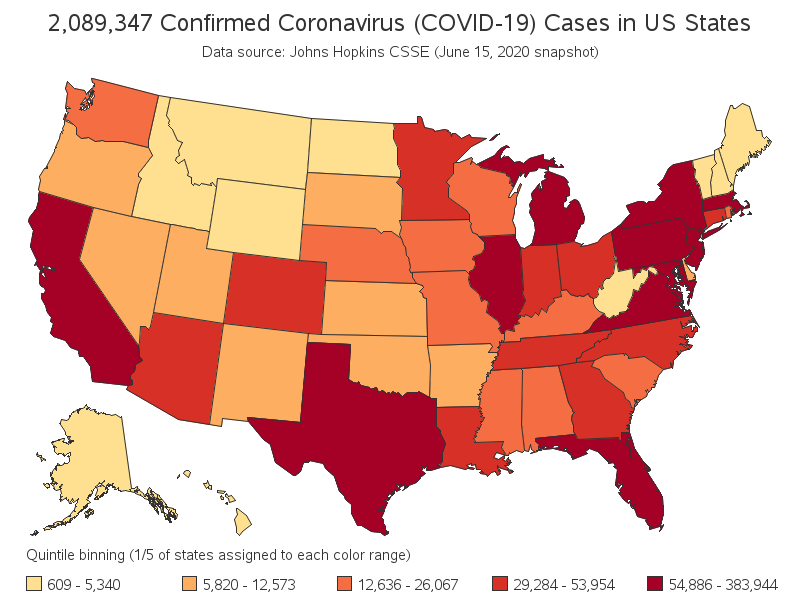 2,089,347 Confirmed Coronavirus (COVID-19) Cases in US States
Data source: Johns Hopkins CSSE (June 15, 2020 snapshot)
Quintile binning (1/5 of states assigned to each color range)
609 - 5,340 5,820 - 12,573 12,636 - 26,067 29,284 - 53,954 54,886 - 383,944